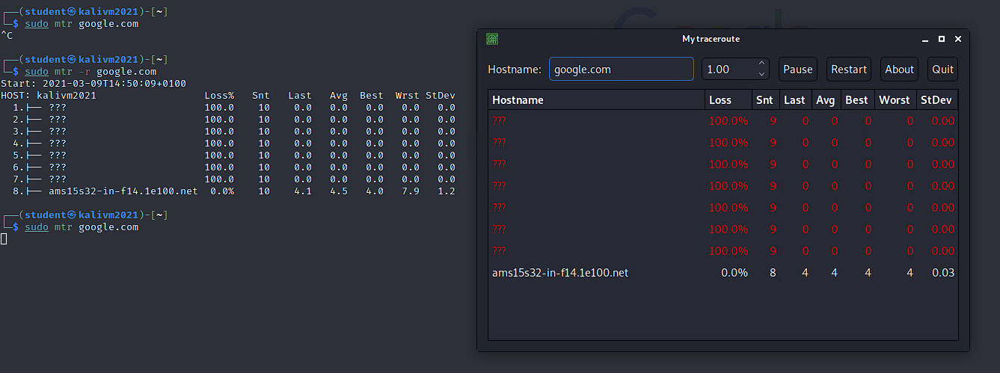 ┌──(student㉿kalivm2021)-[~]
└─$ sudo mtr google.com
^C
┌──(student㉿kalivm2021)-[~]
└─$ sudo mtr -r google.com
Start: 2021-03-09T14:50:09+0100
HOST: kalivm2021 Loss% Snt Last Avg Best Wrst StDev
1.├── ??? 100.0 10 0.0 0.0 0.0 0.0 0.0
2.├── ??? 100.0 10 0.0 0.0 0.0 0.0 0.0
3.├── ??? 100.0 10 0.0 0.0 0.0 0.0 0.0
4.├── ??? 100.0 10 0.0 0.0 0.0 0.0 0.0
5.├── ??? 100.0 10 0.0 0.0 0.0 0.0 0.0
6.├── ??? 100.0 10 0.0 0.0 0.0 0.0 0.0
7.├── ??? 100.0 10 0.0 0.0 0.0 0.0 0.0
8.├── ams15s32-in-f14.1e100.net 0.0% 10 4.1 4.5 4.0 7.9 1.2
┌──(student㉿kalivm2021)-[~]
└─$ sudo mtr google.com
My traceroute
Hostname: google.com 1.00 Pause Restart About Quit
Hostname Loss Snt Last Avg Best Worst StDev
??? 100.0% 9 0 0 0 0 0.00
??? 100.0% 9 0 0 0 0 0.00
??? 100.0% 9 0 0 0 0 0.00
??? 100.0% 9 0 0 0 0 0.00
??? 100.0% 9 0 0 0 0 0.00
??? 100.0% 9 0 0 0 0 0.00
??? 100.0% 9 0 0 0 0 0.00
ams15s32-in-f14.1e100.net 0.0% 8 4 4 4 4 0.03